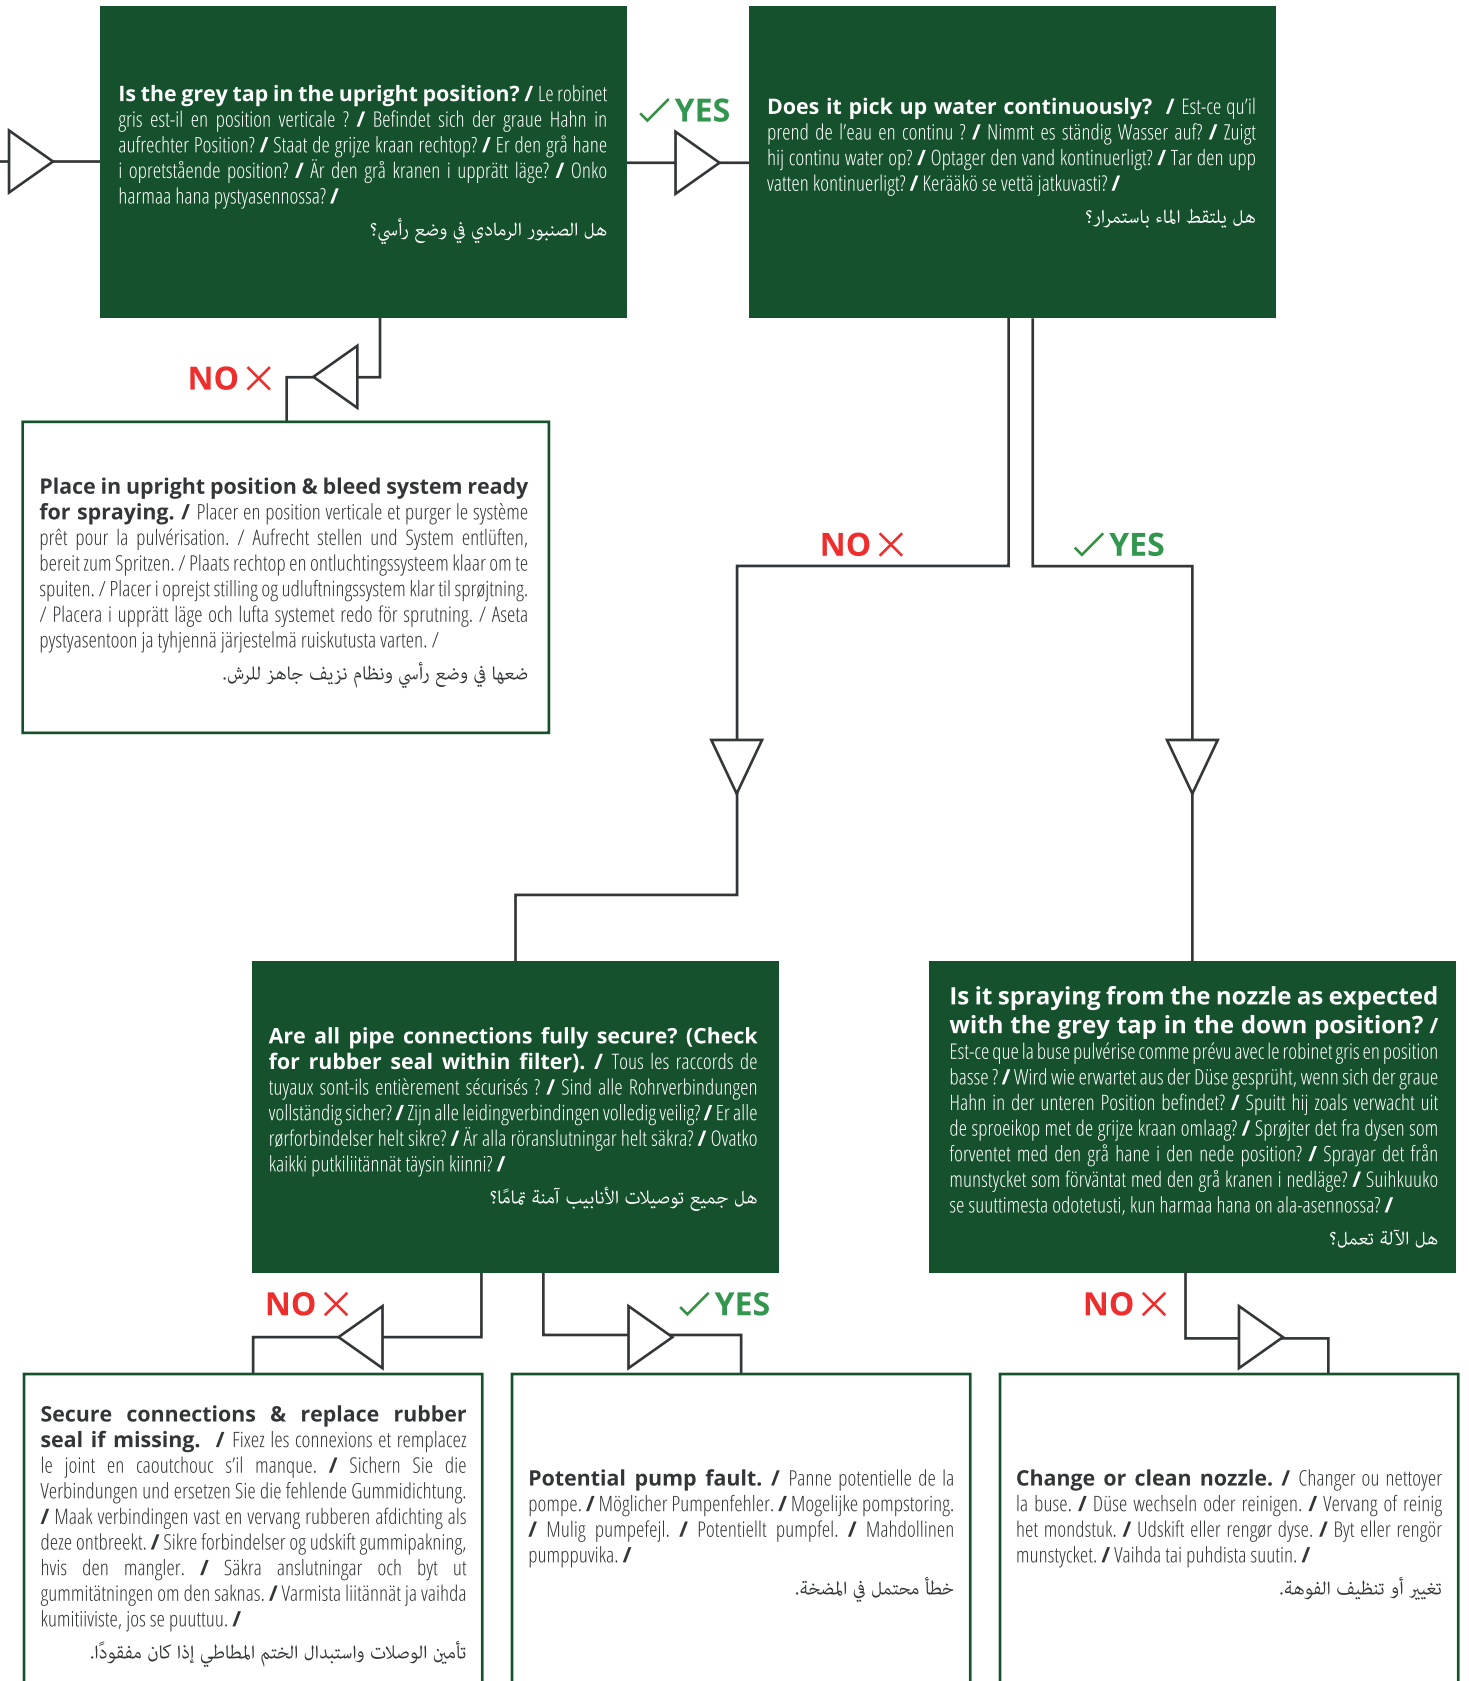 Is the grey tap in the upright position? / Le robinet
gris est-il en position verticale ? / Befindet sich der graue Hahn in
aufrechter Position? / Staat de grijze kraan rechtop? / Er den grå hane
i opretstående position? / Är den grå kranen i upprätt läge? / Onko
harmaa hana pystyasennossa? /
هل الصنبور الرمادي في وضع رأسي؟
YES
Does it pick up water continuously? / Est-ce qu'il
prend de l'eau en continu ? / Nimmt es ständig Wasser auf? / Zuigt
hij continu water op? / Optager den vand kontinuerligt? / Tar den upp
vatten kontinuerligt? / Kerääkö se vettä jatkuvasti? /
هل يلتقط الماء باستمرار؟
NO
Place in upright position & bleed system ready
for spraying. / Placer en position verticale et purger le système
prêt pour la pulvérisation. / Aufrecht stellen und System entlüften,
bereit zum Spritzen. / Plaats rechtop en ontluchtingssysteem klaar om te
spuiten. / Placer i oprejst stilling og udluftningssystem klar til sprøjtning.
/ Placera i upprätt läge och lufta systemet redo för sprutning. / Aseta
pystyasentoon ja tyhjennä järjestelmä ruiskutusta varten. /
ضعها في وضع رأسي ونظام نزيف جاهز للرش.
NO
YES
Are all pipe connections fully secure? (Check
for rubber seal within filter). / Tous les raccords de
tuyaux sont-ils entièrement sécurisés ? / Sind alle Rohrverbindungen
vollständig sicher? / Zijn alle leidingverbindingen volledig veilig? / Er alle
rørforbindelser helt sikre? / Är alla röranslutningar helt säkra? / Ovatko
kaikki putkiliitännät täysin kiinni? /
هل جميع توصيلات الأنابيب آمنة تمامًا؟
Is it spraying from the nozzle as expected
with the grey tap in the down position? /
Est-ce que la buse pulvérise comme prévu avec le robinet gris en position
basse ? / Wird wie erwartet aus der Düse gesprüht, wenn sich der graue
Hahn in der unteren Position befindet? / Spuitt hij zoals verwacht uit
de sproeikop met de grijze kraan omlaag? / Sprøjter det fra dysen som
forventet med den grå hane i den nede position? / Sprayar det från
munstycket som förväntat med den grå kranen i nedläge? / Suihkuuko
se suuttimesta odotetusti, kun harmaa hana on ala-asennossa? /
هل الآلة تعمل؟
NO
YES
NO
Secure connections & replace rubber
seal if missing. / Fixez les connexions et remplacez
le joint en caoutchouc s'il manque. / Sichern Sie die
Verbindungen und ersetzen Sie die fehlende Gummidichtung.
/ Maak verbindingen vast en vervang rubberen afdichting als
deze ontbreekt. / Sikre forbindelser og udskift gummipakning,
hvis den mangler. / Säkra anslutningar och byt ut
gummitätningen om den saknas. / Varmista liitännät ja vaihda
kumitiiviste, jos se puuttuu. /
تأمين الوصلات واستبدال الختم المطاطي إذا كان مفقودًا.
Potential pump fault. / Panne potentielle de la
pompe. / Möglicher Pumpenfehler. / Mogelijke pompstoring.
/ Mulig pumpefejl. / Potentiellt pumpfel. / Mahdollinen
pumppuvika. /
خطأ محتمل في المضخة.
Change or clean nozzle. / Changer ou nettoyer
la buse. / Düse wechseln oder reinigen. / Vervang of reinig
het mondstuk. / Udskift eller rengør dyse. / Byt eller rengör
munstycket. / Vaihda tai puhdista suutin. /
تغيير أو تنظيف الفوهة.